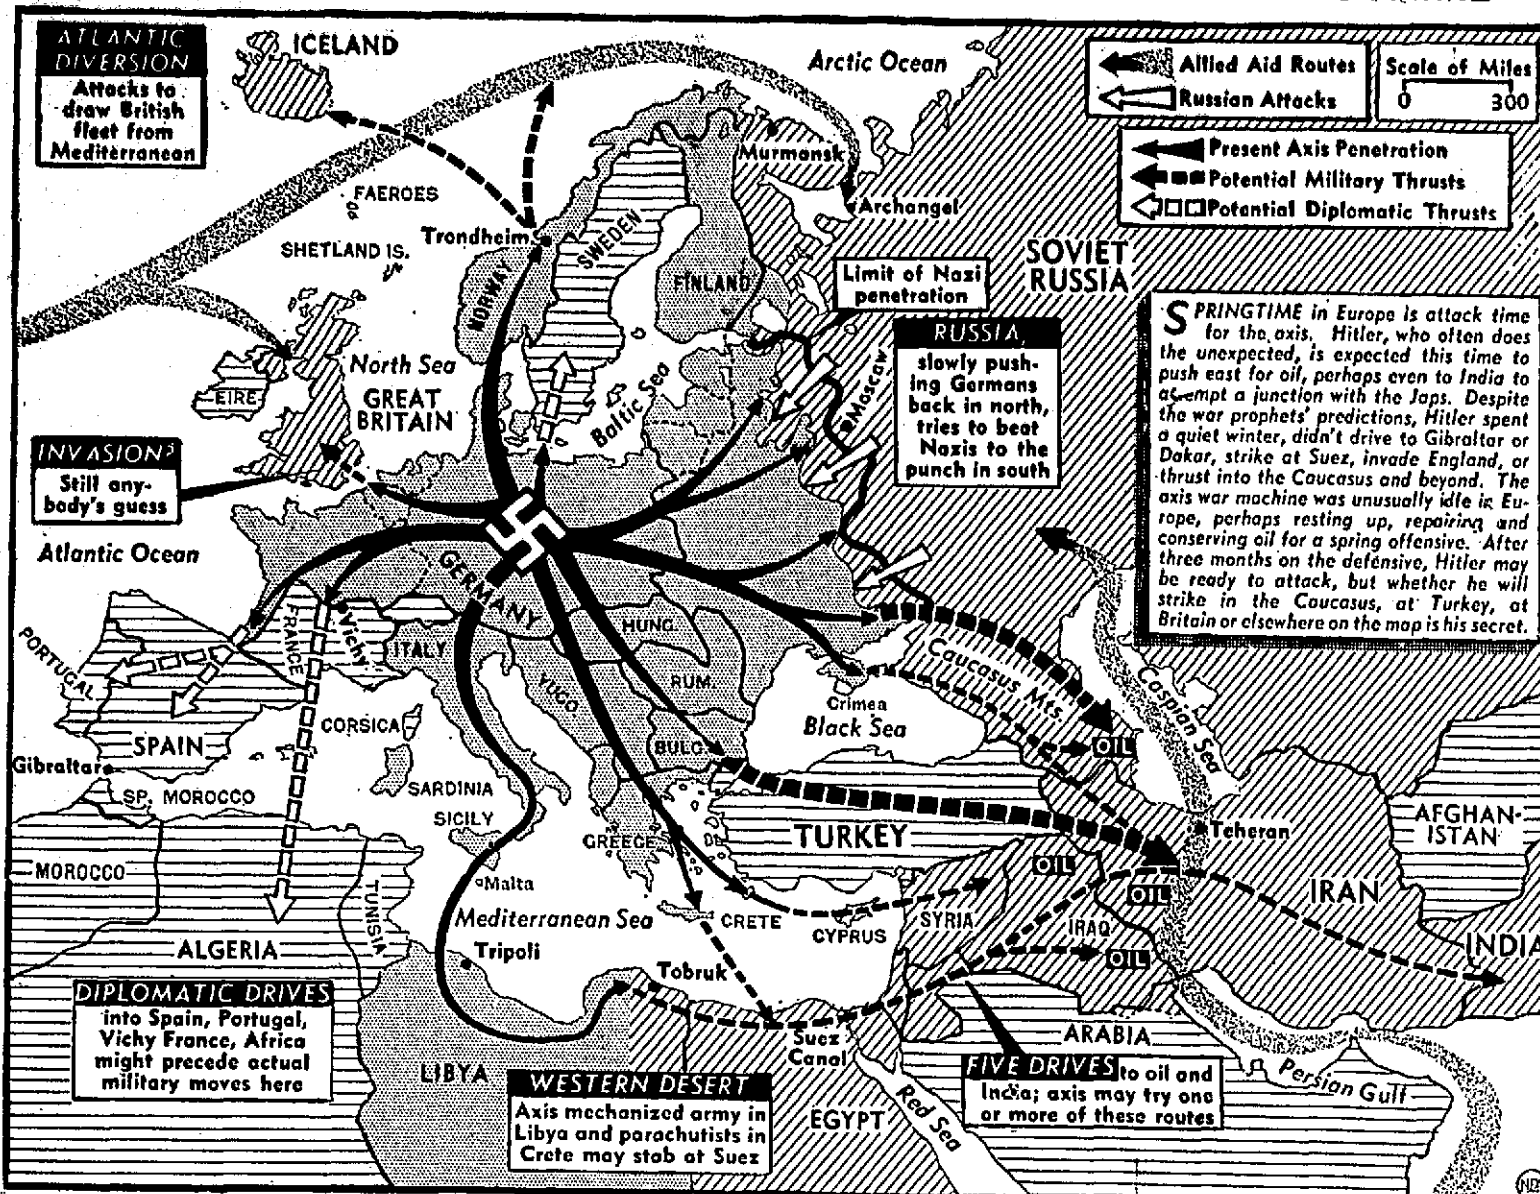 ATLANTIC
DIVERSION
Attacks to
draw British
fleet from
Mediterranean
ICELAND
Arctic Ocean
Allied Aid Routes
Russian Attacks
Scale of Miles
0 300
Present Axis Penetration
Potential Military Thrusts
Potential Diplomatic Thrusts
Murmansk
Archangel
FAEROES
SHETLAND IS.
Trondheim
NORWAY
SWEDEN
FINLAND
SOVIET
RUSSIA
Limit of Nazi
penetration
RUSSIA,
slowly push-
ing Germans
back in north,
tries to beat
Nazis to the
punch in south
Moscow
North Sea
GREAT
BRITAIN
EIRE
Baltic Sea
SPRINGTIME in Europe is attack time
for the axis. Hitler, who often does
the unexpected, is expected this time to
push east for oil, perhaps even to India to
attempt a junction with the Japs. Despite
the war prophets' predictions, Hitler spent
a quiet winter, didn't drive to Gibraltar or
Dakar, strike at Suez, invade England, or
thrust into the Caucasus and beyond. The
axis war machine was unusually idle in Eu-
rope, perhaps resting up, repairing and
conserving oil for a spring offensive. After
three months on the defensive, Hitler may
be ready to attack, but whether he will
strike in the Caucasus, at Turkey, at
Britain or elsewhere on the map is his secret.
INVASION?
Still any-
body's guess
Atlantic Ocean
GERMANY
FRANCE
Vichy
ITALY
HUNG.
YUGO.
RUM.
BULG.
Crimea
Black Sea
Caucasus Mts.
Caspian Sea
OIL
PORTUGAL
SPAIN
CORSICA
Gibraltar
SP. MOROCCO
SARDINIA
SICILY
GREECE
TURKEY
Teheran
AFGHAN-
ISTAN
MOROCCO
TUNISIA
Malta
Mediterranean Sea
CRETE
CYPRUS
SYRIA
OIL
OIL
IRAQ
OIL
IRAN
INDIA
ALGERIA
Tripoli
Tobruk
DIPLOMATIC DRIVES
into Spain, Portugal,
Vichy France, Africa
might precede actual
military moves here
LIBYA
WESTERN DESERT
Axis mechanized army in
Libya and parachutists in
Crete may stab at Suez
Suez
Canal
EGYPT
Red Sea
ARABIA
FIVE DRIVES to oil and
India; axis may try one
or more of these routes
Persian Gulf